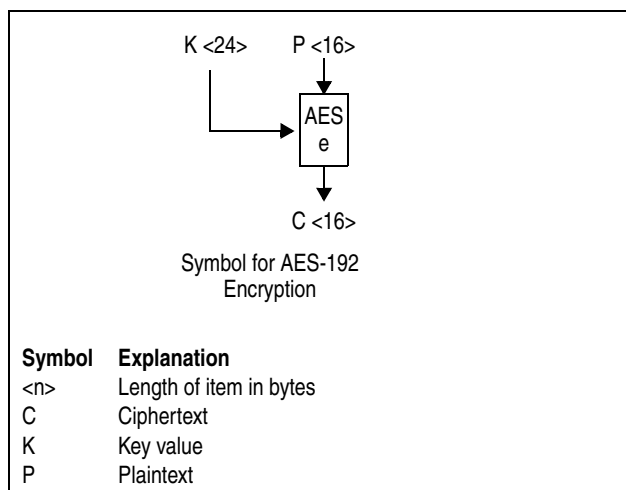 K <24> P <16>
AES
e
C <16>
Symbol for AES-192
Encryption
Symbol Explanation
<n> Length of item in bytes
C Ciphertext
K Key value
P Plaintext